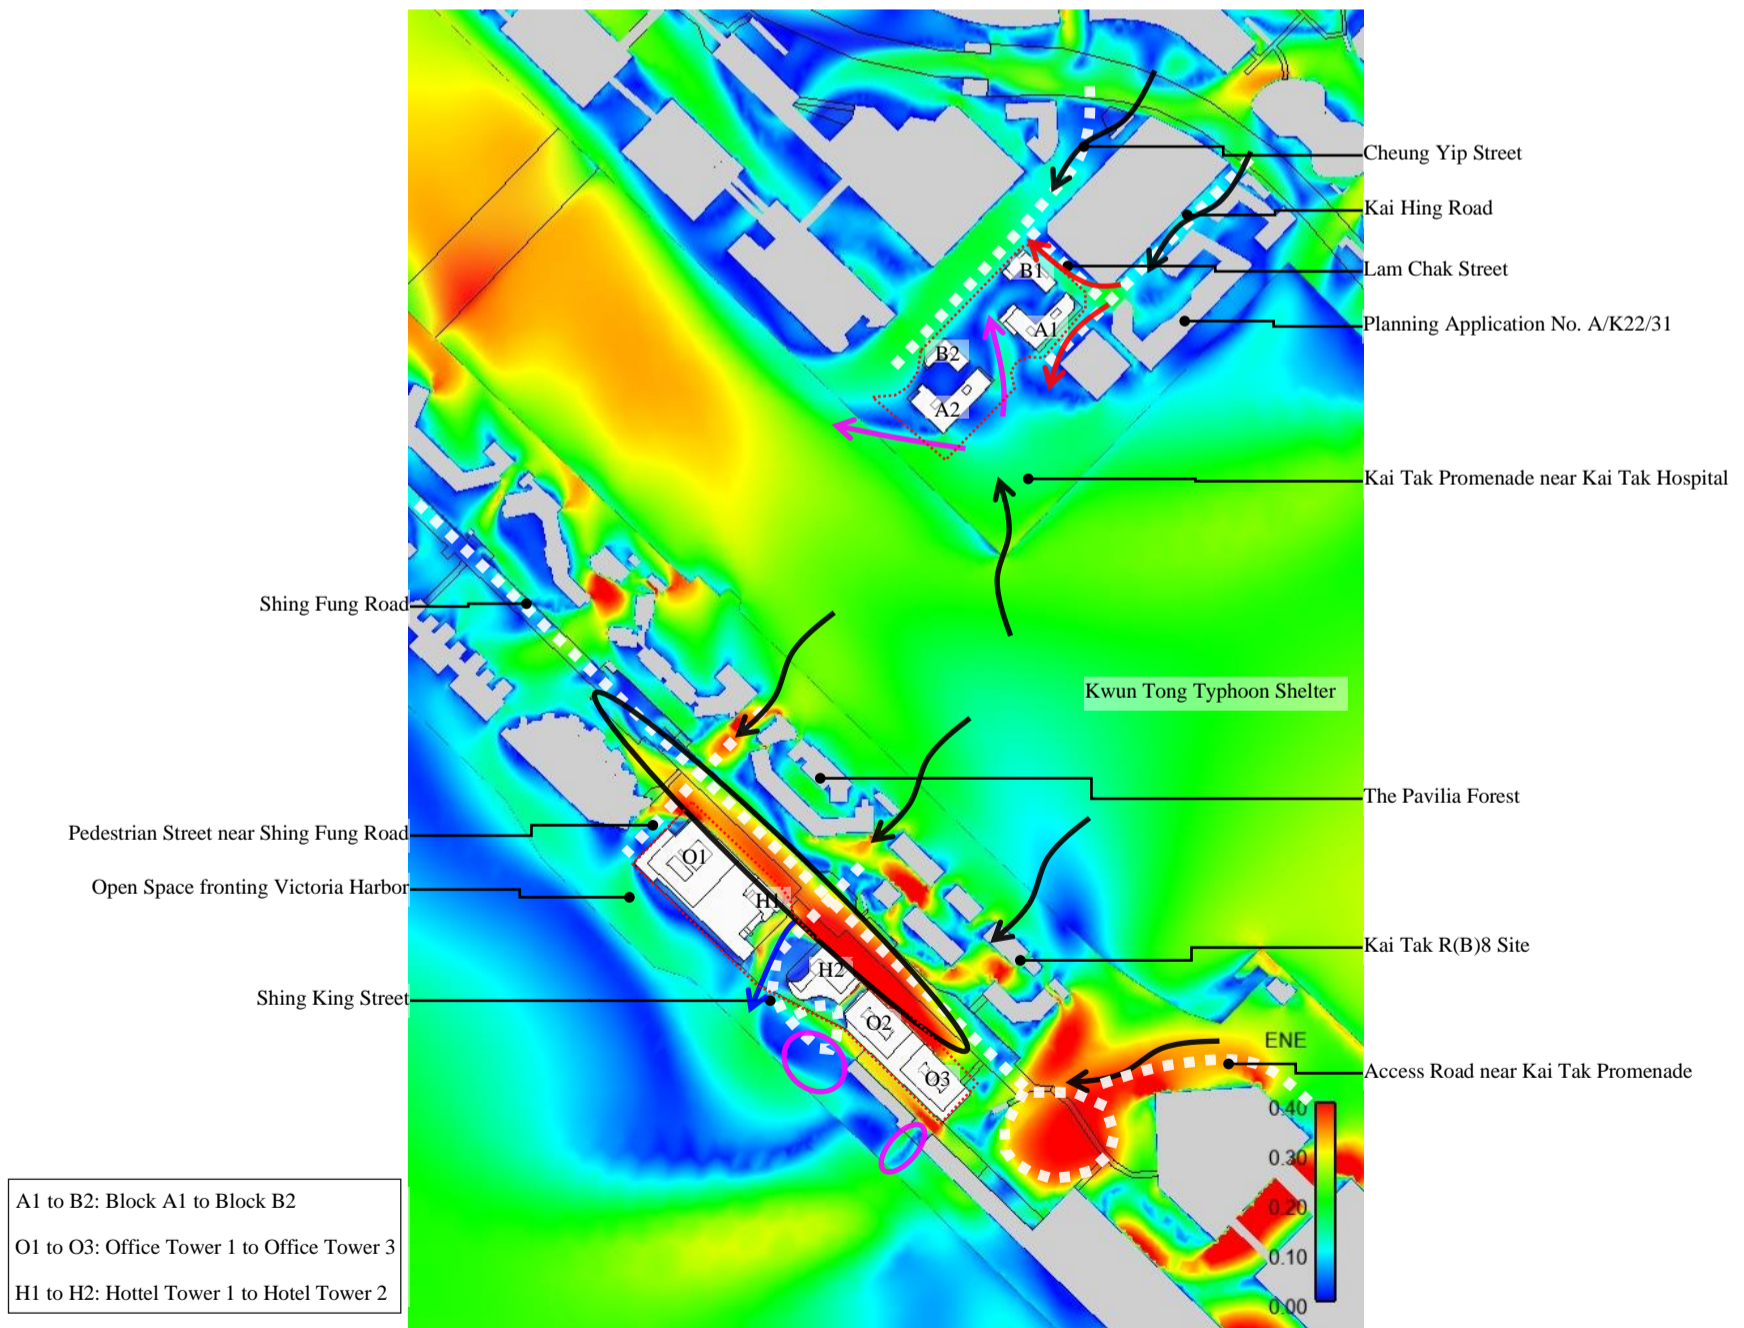 Cheung Yip Street
Kai Hing Road
B1
Lam Chak Street
A1
Planning Application No. A/K22/31
B2
A2
Kai Tak Promenade near Kai Tak Hospital
Shing Fung Road
Kwun Tong Typhoon Shelter
The Pavilia Forest
Pedestrian Street near Shing Fung Road
O1
Open Space fronting Victoria Harbor
H1
Kai Tak R(B)8 Site
H2
Shing King Street
O2
ENE
Access Road near Kai Tak Promenade
O3
0.40
0.30
0.20
0.10
0.00
A1 to B2: Block A1 to Block B2
O1 to O3: Office Tower 1 to Office Tower 3
H1 to H2: Hottel Tower 1 to Hotel Tower 2